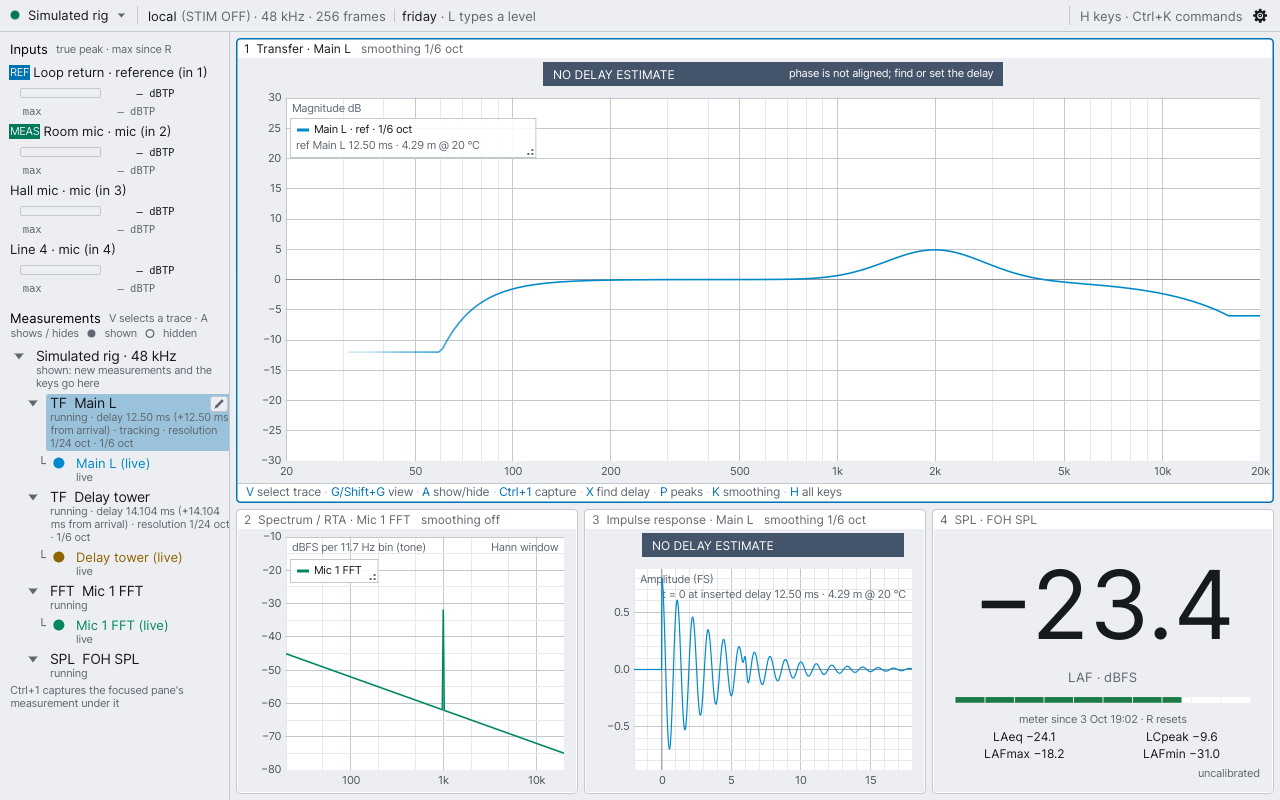 Simulated rig
local (STIM OFF) · 48 kHz · 256 frames
friday · L types a level
H keys · Ctrl+K commands
Inputs true peak · max since R
REF Loop return · reference (in 1)
– dBTP
max – dBTP
MEAS Room mic · mic (in 2)
– dBTP
max – dBTP
Hall mic · mic (in 3)
– dBTP
max – dBTP
Line 4 · mic (in 4)
– dBTP
max – dBTP
Measurements V selects a trace · A
shows / hides shown hidden
Simulated rig · 48 kHz
shown: new measurements and the
keys go here
TF Main L
running · delay 12.50 ms (+12.50 ms
from arrival) · tracking · resolution
1/24 oct · 1/6 oct
Main L (live)
live
TF Delay tower
running · delay 14.104 ms (+14.104
ms from arrival) · resolution 1/24 oct
· 1/6 oct
Delay tower (live)
live
FFT Mic 1 FFT
running
Mic 1 FFT (live)
live
SPL FOH SPL
running
Ctrl+1 captures the focused pane's
measurement under it
1 Transfer · Main L smoothing 1/6 oct
NO DELAY ESTIMATE phase is not aligned; find or set the delay
Magnitude dB
Main L · ref · 1/6 oct
ref Main L 12.50 ms · 4.29 m @ 20 °C
30
25
20
15
10
5
0
−5
−10
−15
−20
−25
−30
20 50 100 200 500 1k 2k 5k 10k 20k
V select trace · G/Shift+G view · A show/hide · Ctrl+1 capture · X find delay · P peaks · K smoothing · H all keys
2 Spectrum / RTA · Mic 1 FFT smoothing off
dBFS per 11.7 Hz bin (tone) Hann window
Mic 1 FFT
−10
−20
−30
−40
−50
−60
−70
−80
100 1k 10k
3 Impulse response · Main L smoothing 1/6 oct
NO DELAY ESTIMATE
Amplitude (FS)
t = 0 at inserted delay 12.50 ms · 4.29 m @ 20 °C
0.5
0.0
−0.5
0 5 10 15
4 SPL · FOH SPL
−23.4
LAF · dBFS
meter since 3 Oct 19:02 · R resets
LAeq −24.1 LCpeak −9.6
LAFmax −18.2 LAFmin −31.0
uncalibrated